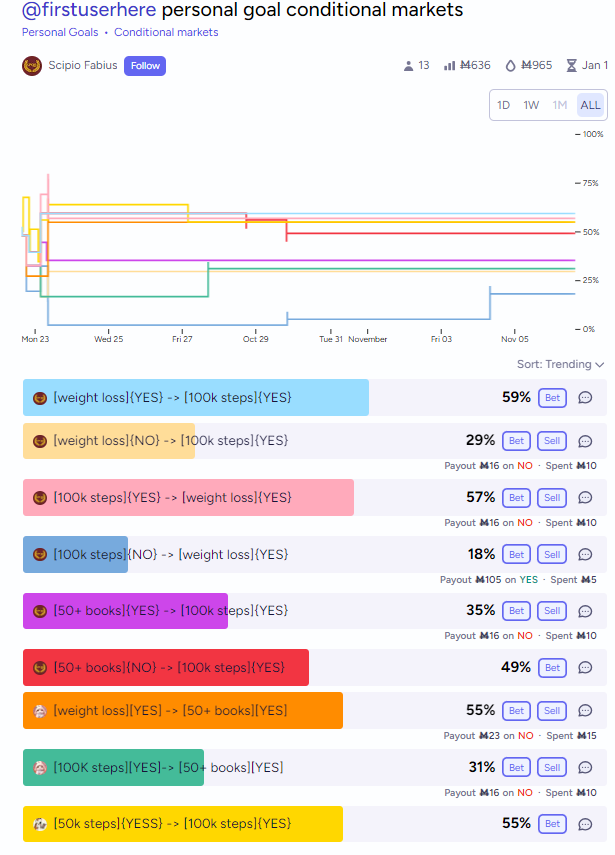 @firstuserhere personal goal conditional markets
Personal Goals • Conditional markets
Scipio Fabius Follow 13 Ṁ636 Ṁ965 Jan 1
1D 1W 1M ALL
100%
75%
50%
25%
0%
Mon 23 Wed 25 Fri 27 Oct 29 Tue 31 November Fri 03 Nov 05
Sort: Trending
[weight loss]{YES} -> [100k steps]{YES} 59% Bet
[weight loss]{NO} -> [100k steps]{YES} 29% Bet Sell
Payout Ṁ16 on NO · Spent Ṁ10
[100k steps]{YES} -> [weight loss]{YES} 57% Bet Sell
Payout Ṁ16 on NO · Spent Ṁ10
[100k steps]{NO} -> [weight loss]{YES} 18% Bet Sell
Payout Ṁ105 on YES · Spent Ṁ5
[50+ books]{YES} -> [100k steps]{YES} 35% Bet Sell
Payout Ṁ16 on NO · Spent Ṁ10
[50+ books]{NO} -> [100k steps]{YES} 49% Bet
[weight loss][YES] -> [50+ books][YES] 55% Bet Sell
Payout Ṁ23 on NO · Spent Ṁ15
[100K steps][YES]-> [50+ books][YES] 31% Bet Sell
Payout Ṁ16 on NO · Spent Ṁ10
[50k steps]{YESS} -> [100k steps]{YES} 55% Bet